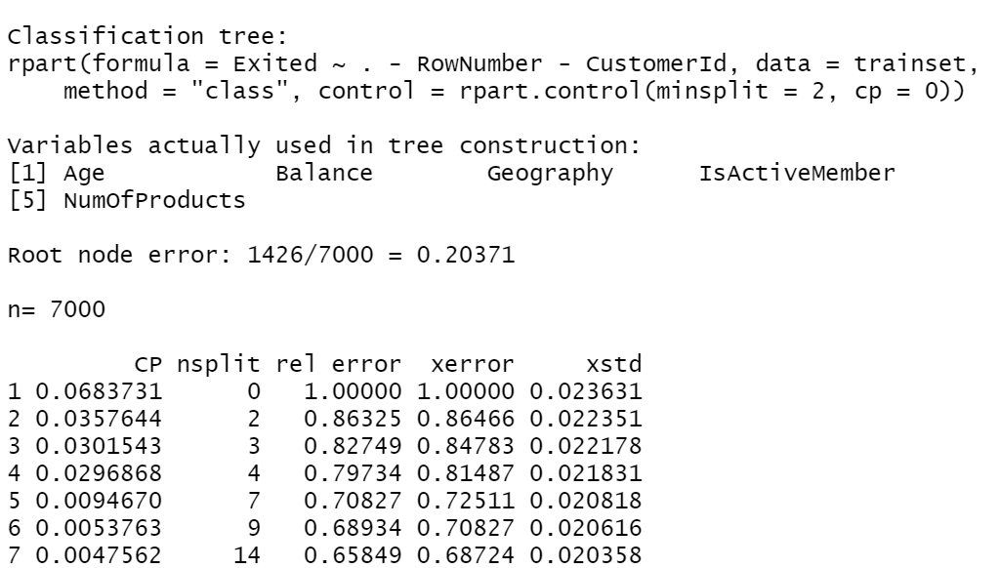 Classification tree:
rpart(formula = Exited ~ . - RowNumber - CustomerId, data = trainset,
    method = "class", control = rpart.control(minsplit = 2, cp = 0))

Variables actually used in tree construction:
[1] Age            Balance        Geography      IsActiveMember
[5] NumOfProducts

Root node error: 1426/7000 = 0.20371

n= 7000

         CP nsplit rel error  xerror     xstd
1 0.0683731      0   1.00000 1.00000 0.023631
2 0.0357644      2   0.86325 0.86466 0.022351
3 0.0301543      3   0.82749 0.84783 0.022178
4 0.0296868      4   0.79734 0.81487 0.021831
5 0.0094670      7   0.70827 0.72511 0.020818
6 0.0053763      9   0.68934 0.70827 0.020616
7 0.0047562     14   0.65849 0.68724 0.020358